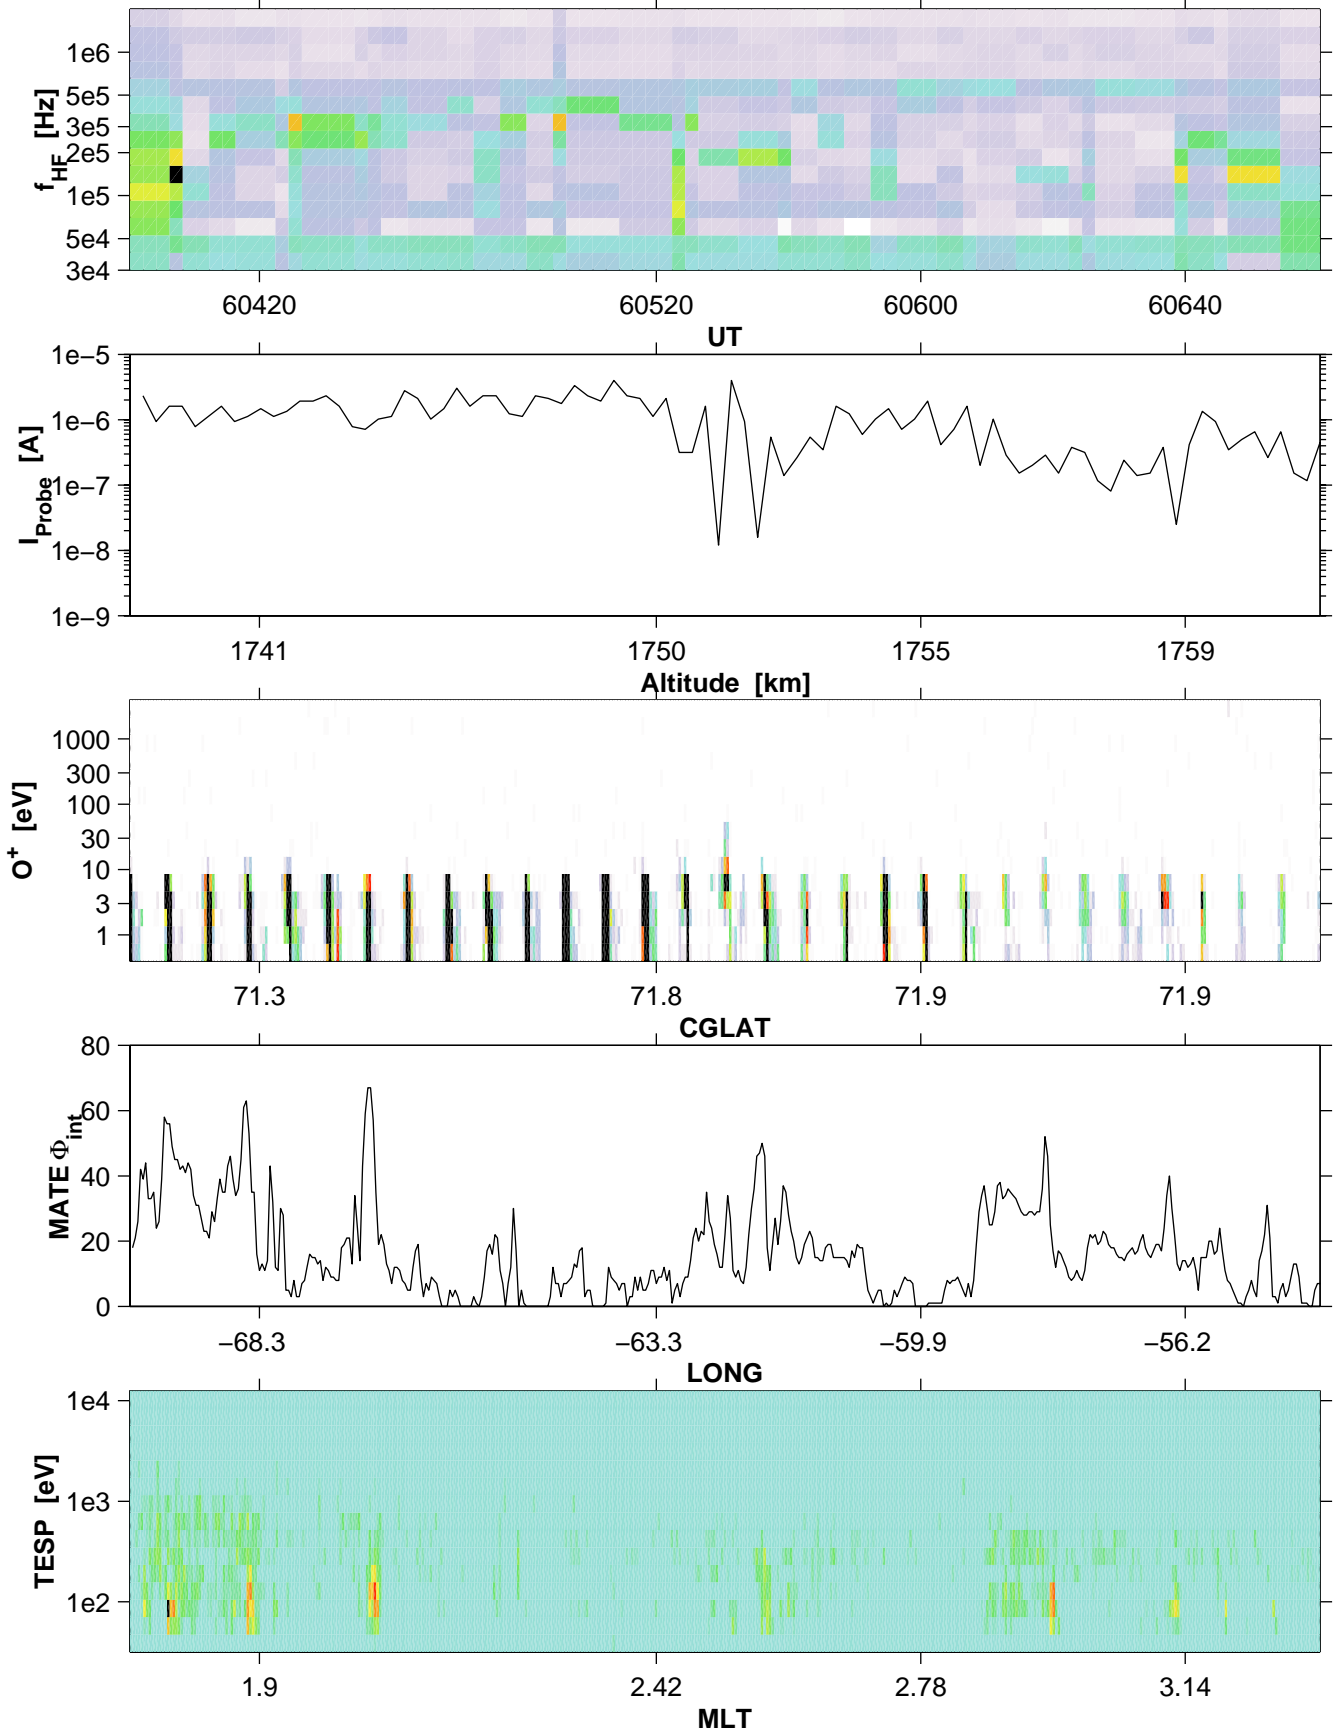 1e6
5e5
3e5
2e5
1e5
5e4
3e4
f_HF [Hz]
60420 60520 60600 60640
UT
1e−5
1e−6
1e−7
1e−8
1e−9
I_Probe [A]
1741 1750 1755 1759
Altitude [km]
1000
300
100
30
10
3
1
O+ [eV]
71.3 71.8 71.9 71.9
CGLAT
80
60
40
20
0
MATE Φ_int
−68.3 −63.3 −59.9 −56.2
LONG
1e4
1e3
1e2
TESP [eV]
1.9 2.42 2.78 3.14
MLT